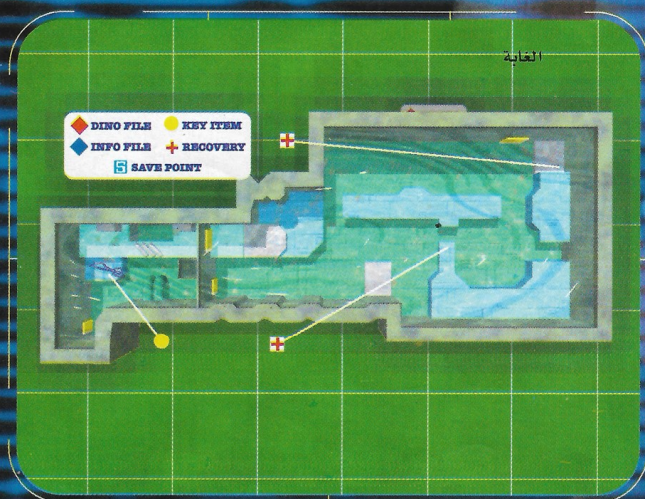 الغابة
DINO FILE KEY ITEM
INFO FILE RECOVERY
S SAVE POINT